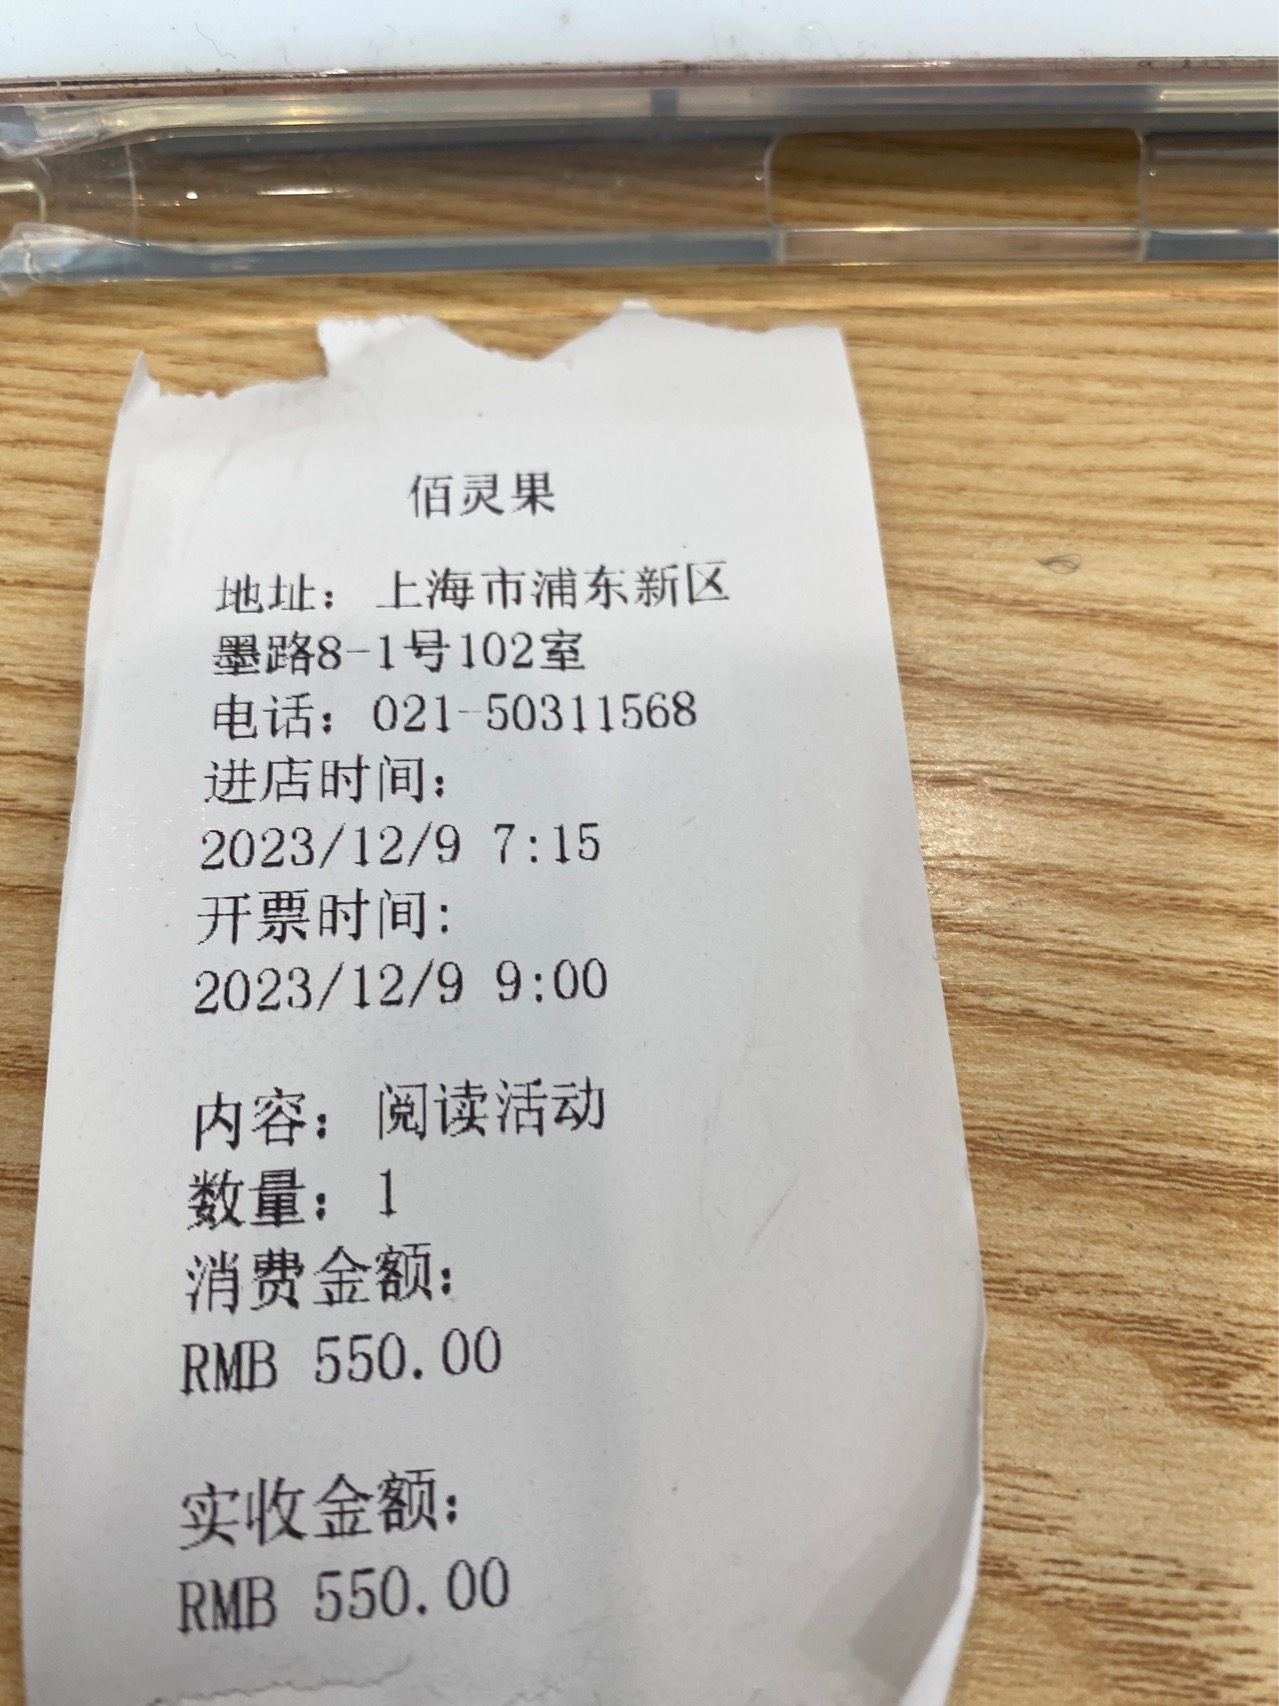 佰灵果
地址：上海市浦东新区
墨路8-1号102室
电话：021-50311568
进店时间：
2023/12/9 7:15
开票时间：
2023/12/9 9:00
内容：阅读活动
数量：1
消费金额：
RMB 550.00
实收金额：
RMB 550.00